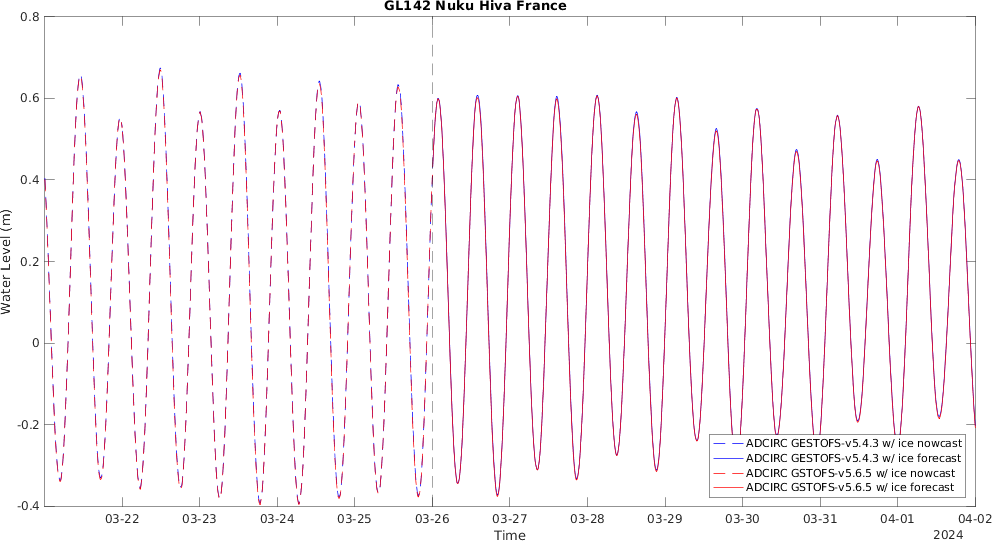 GL142 Nuku Hiva France
0.8
0.6
0.4
0.2
0
-0.2
-0.4
Water Level (m)
ADCIRC GESTOFS-v5.4.3 w/ ice nowcast
ADCIRC GESTOFS-v5.4.3 w/ ice forecast
ADCIRC GSTOFS-v5.6.5 w/ ice nowcast
ADCIRC GSTOFS-v5.6.5 w/ ice forecast
03-22 03-23 03-24 03-25 03-26 03-27 03-28 03-29 03-30 03-31 04-01 04-02
Time 2024